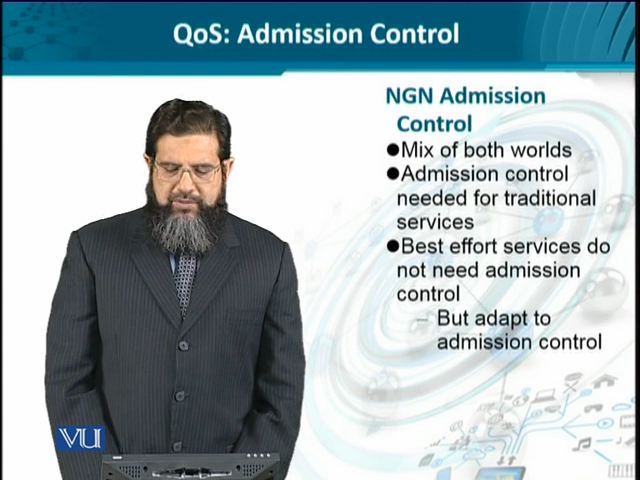 QoS: Admission Control
NGN Admission
Control
●Mix of both worlds
●Admission control
needed for traditional
services
●Best effort services do
not need admission
control
– But adapt to
admission control
VU